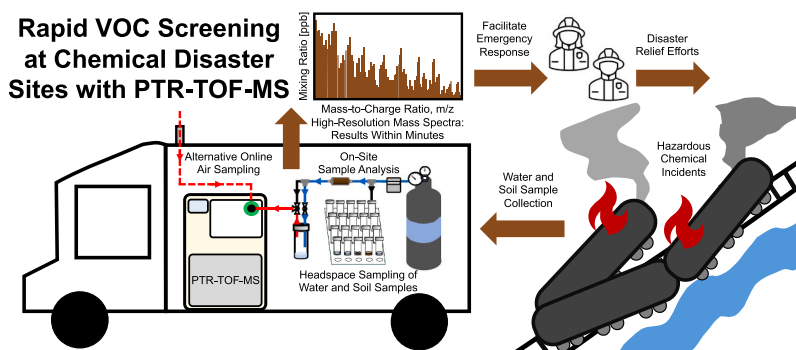 Rapid VOC Screening
at Chemical Disaster
Sites with PTR-TOF-MS
Mixing Ratio [ppb]
Mass-to-Charge Ratio, m/z
High-Resolution Mass Spectra:
Results Within Minutes
Facilitate
Emergency
Response
Disaster
Relief Efforts
Alternative Online
Air Sampling
On-Site
Sample Analysis
PTR-TOF-MS
Headspace Sampling of
Water and Soil Samples
Water and
Soil Sample
Collection
Hazardous
Chemical
Incidents